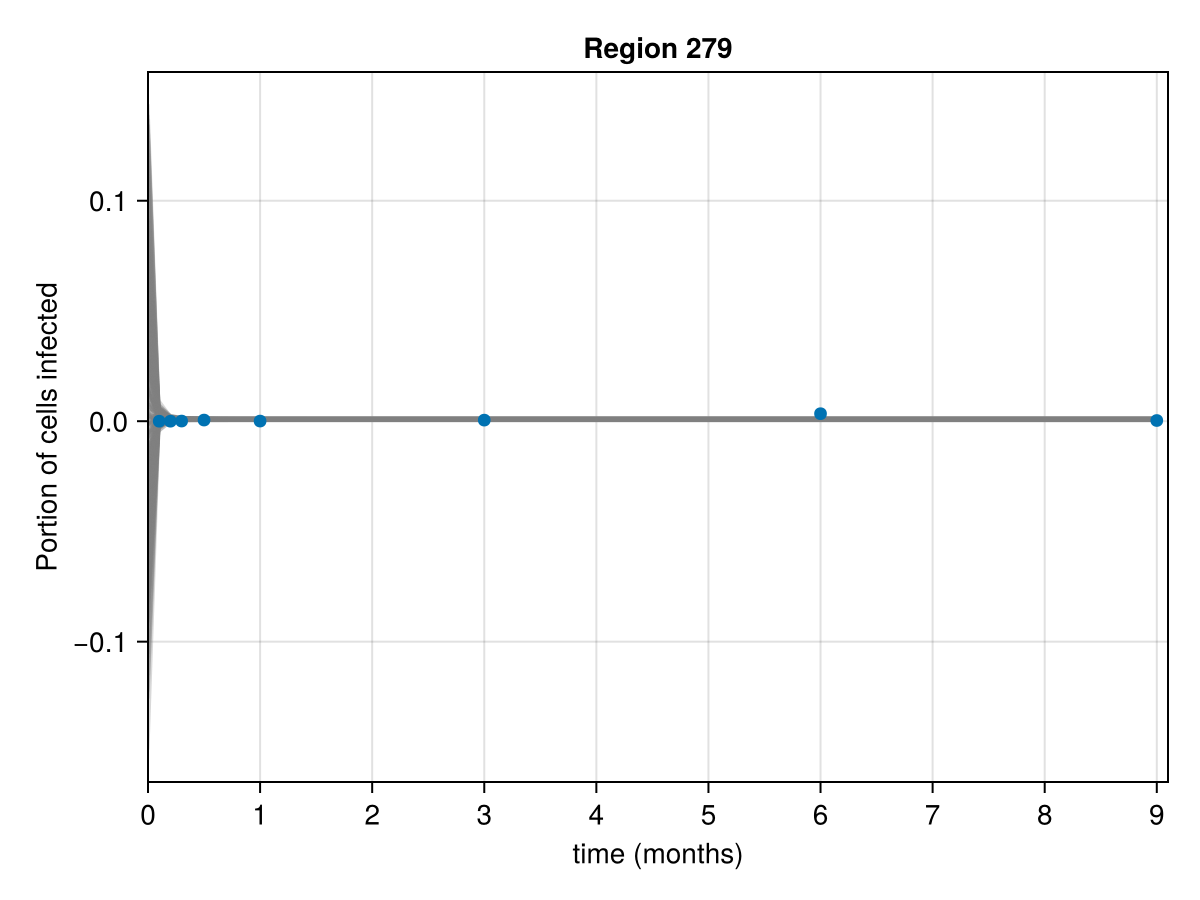 Region 279
Portion of cells infected
0.1
0.0
−0.1
0 1 2 3 4 5 6 7 8 9
time (months)